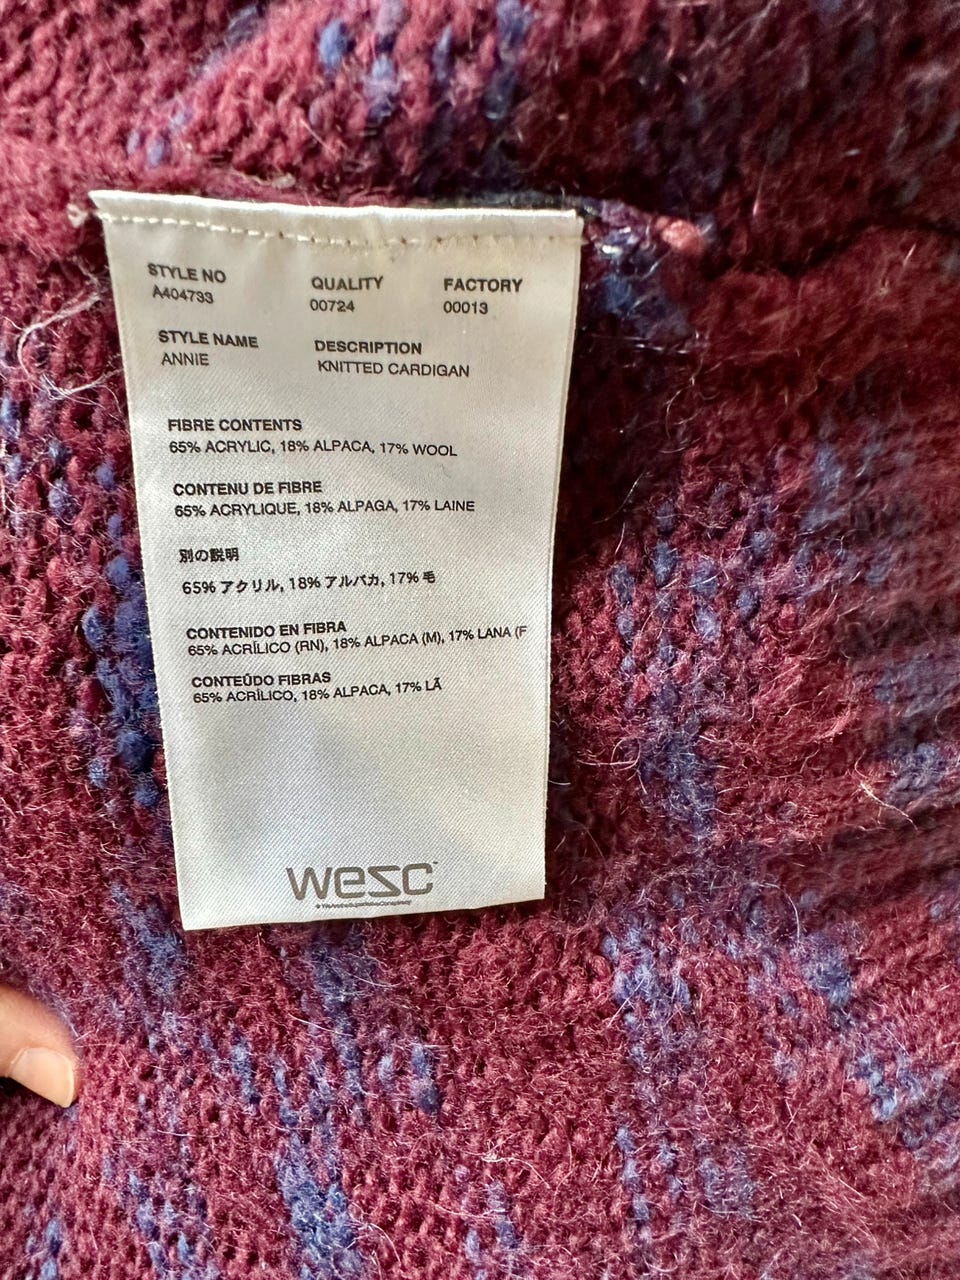 STYLE NO QUALITY FACTORY
A404733 00724 00013
STYLE NAME DESCRIPTION
ANNIE KNITTED CARDIGAN
FIBRE CONTENTS
65% ACRYLIC, 18% ALPACA, 17% WOOL
CONTENU DE FIBRE
65% ACRYLIQUE, 18% ALPAGA, 17% LAINE
別の説明
65% アクリル, 18% アルパカ, 17% 毛
CONTENIDO EN FIBRA
65% ACRÍLICO (RN), 18% ALPACA (M), 17% LANA (F
CONTEÚDO FIBRAS
65% ACRÍLICO, 18% ALPACA, 17% LÃ
wesc
WeAretheSuperlativeConspiracy